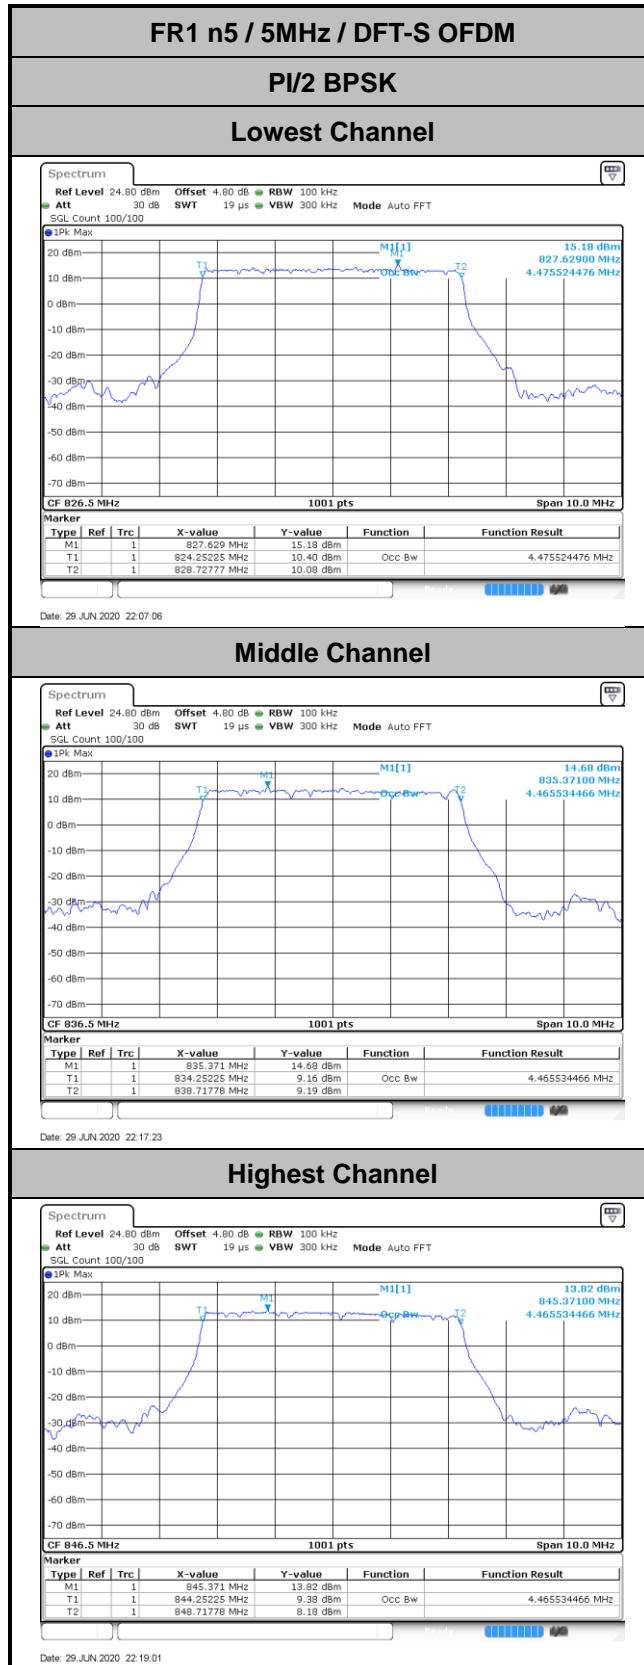 FR1 n5 / 5MHz / DFT-S OFDM
PI/2 BPSK
Lowest Channel
Spectrum
Ref Level 24.80 dBm Offset 4.80 dB RBW 100 kHz
Att 30 dB SWT 19 µs VBW 300 kHz Mode Auto FFT
SGL Count 100/100
1Pk Max
M1[1] 15.18 dBm
827.62900 MHz
Occ Bw 4.475524476 MHz
M1
T1
T2
20 dBm
10 dBm
0 dBm
-10 dBm
-20 dBm
-30 dBm
-40 dBm
-50 dBm
-60 dBm
-70 dBm
CF 826.5 MHz 1001 pts Span 10.0 MHz
Marker
Type Ref Trc X-value Y-value Function Function Result
M1 1 827.629 MHz 15.18 dBm
T1 1 824.25225 MHz 10.40 dBm Occ Bw 4.475524476 MHz
T2 1 828.72777 MHz 10.08 dBm
Ready
Date: 29.JUN.2020 22:07:06
Middle Channel
Spectrum
Ref Level 24.80 dBm Offset 4.80 dB RBW 100 kHz
Att 30 dB SWT 19 µs VBW 300 kHz Mode Auto FFT
SGL Count 100/100
1Pk Max
M1[1] 14.68 dBm
835.37100 MHz
Occ Bw 4.465534466 MHz
M1
T1
T2
20 dBm
10 dBm
0 dBm
-10 dBm
-20 dBm
-30 dBm
-40 dBm
-50 dBm
-60 dBm
-70 dBm
CF 836.5 MHz 1001 pts Span 10.0 MHz
Marker
Type Ref Trc X-value Y-value Function Function Result
M1 1 835.371 MHz 14.68 dBm
T1 1 834.25225 MHz 9.16 dBm Occ Bw 4.465534466 MHz
T2 1 838.71778 MHz 9.19 dBm
Ready
Date: 29.JUN.2020 22:17:23
Highest Channel
Spectrum
Ref Level 24.80 dBm Offset 4.80 dB RBW 100 kHz
Att 30 dB SWT 19 µs VBW 300 kHz Mode Auto FFT
SGL Count 100/100
1Pk Max
M1[1] 13.82 dBm
845.37100 MHz
Occ Bw 4.465534466 MHz
M1
T1
T2
20 dBm
10 dBm
0 dBm
-10 dBm
-20 dBm
-30 dBm
-40 dBm
-50 dBm
-60 dBm
-70 dBm
CF 846.5 MHz 1001 pts Span 10.0 MHz
Marker
Type Ref Trc X-value Y-value Function Function Result
M1 1 845.371 MHz 13.82 dBm
T1 1 844.25225 MHz 9.38 dBm Occ Bw 4.465534466 MHz
T2 1 848.71778 MHz 8.18 dBm
Ready
Date: 29.JUN.2020 22:19:01